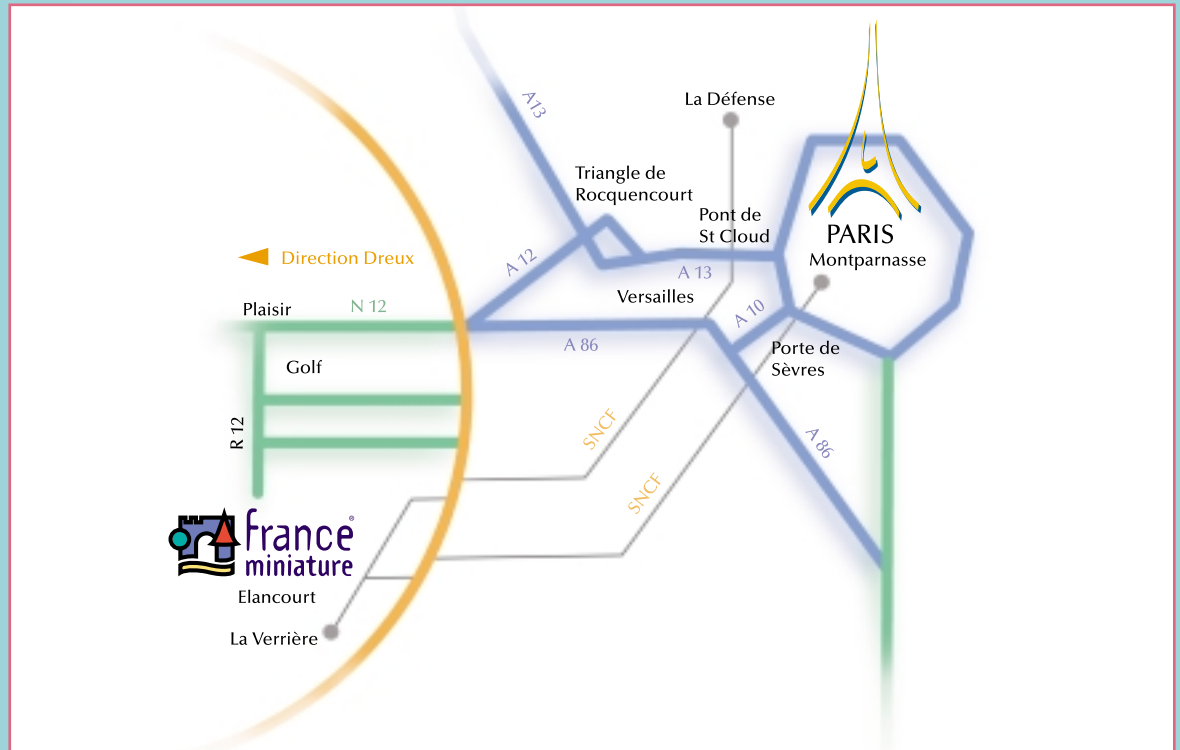 A13
La Défense
Triangle de
Rocquencourt
Pont de
St Cloud
PARIS
Montparnasse
Direction Dreux
A 12
A 13
Plaisir
N 12
Versailles
A 10
A 86
Porte de
Sèvres
Golf
R 12
SNCF
A 86
SNCF
france®
miniature
Elancourt
La Verrière